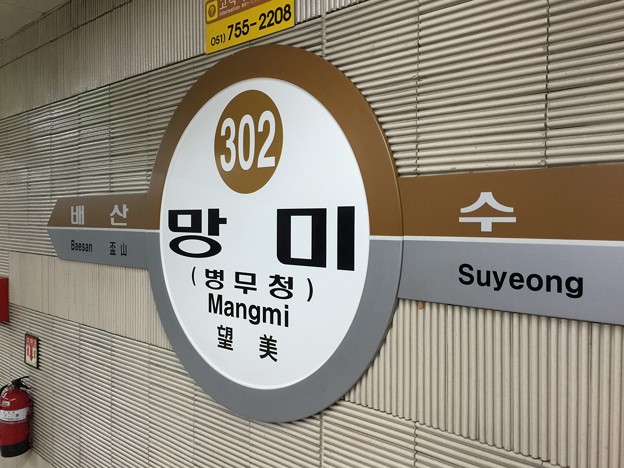 (051) 755-2208
302
망 미
(병무청)
Mangmi
望 美
배 산
Baesan 盃山
수
Suyeong